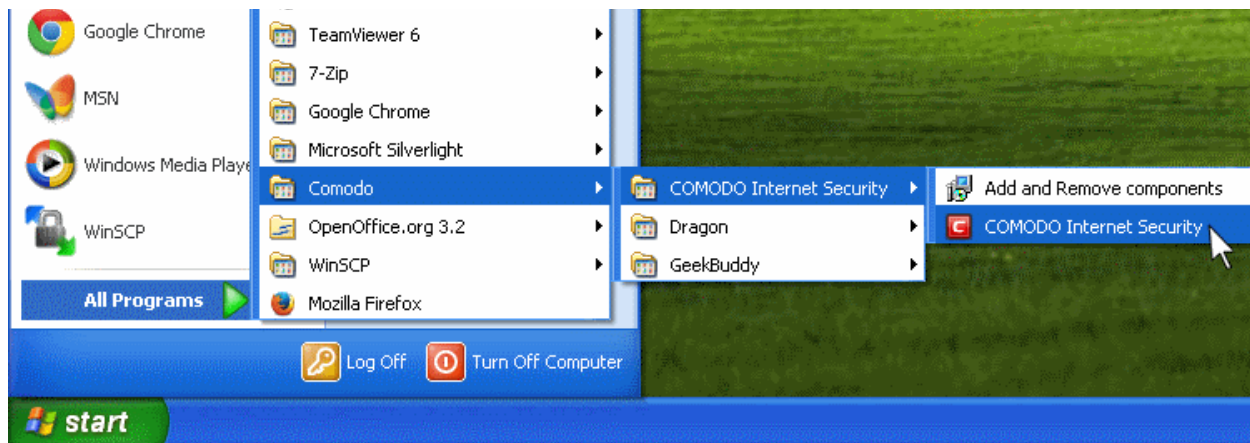 Google Chrome
MSN
Windows Media Playe
WinSCP
All Programs
TeamViewer 6
7-Zip
Google Chrome
Microsoft Silverlight
Comodo
OpenOffice.org 3.2
WinSCP
Mozilla Firefox
COMODO Internet Security
Dragon
GeekBuddy
Add and Remove components
COMODO Internet Security
Log Off
Turn Off Computer
start